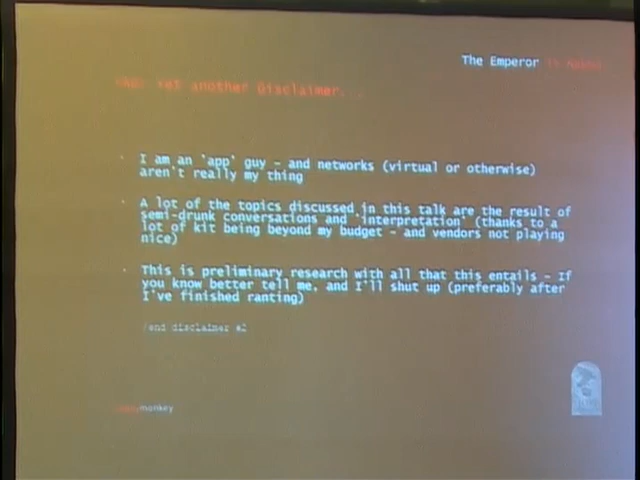 The Emperor is Naked
yet another Disclaimer...
I am an 'app' guy - and networks (virtual or otherwise)
aren't really my thing
A lot of the topics discussed in this talk are the result of
semi-drunk conversations and 'interpretation' (thanks to a
lot of kit being beyond my budget - and vendors not playing
nice)
This is preliminary research with all that this entails - If
you know better tell me, and I'll shut up (preferably after
I've finished ranting)
/end disclaimer #2
monkey